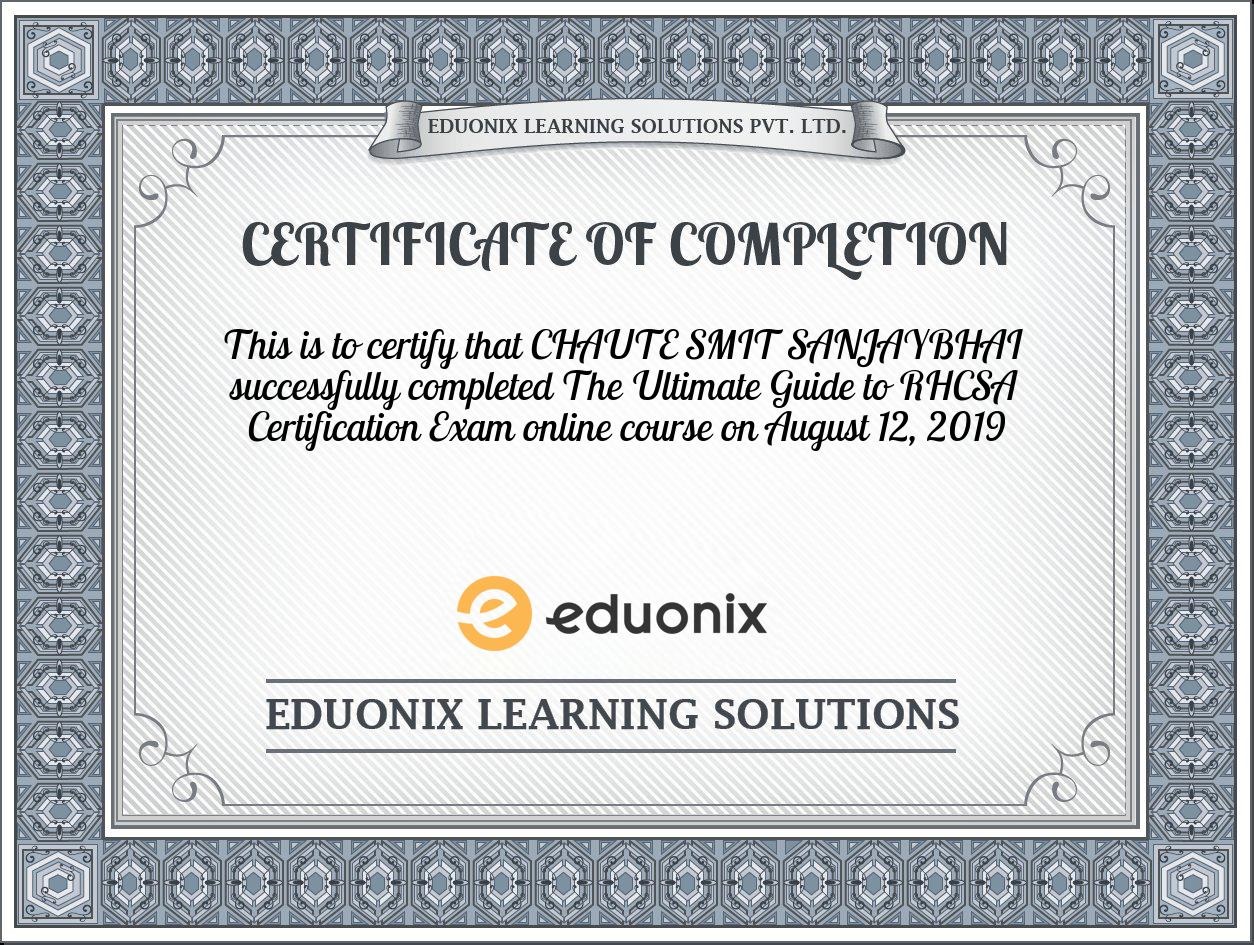 EDUONIX LEARNING SOLUTIONS PVT. LTD.
CERTIFICATE OF COMPLETION
This is to certify that CHAUTE SMIT SANJAYBHAI
successfully completed The Ultimate Guide to RHCSA
Certification Exam online course on August 12, 2019
eduonix
EDUONIX LEARNING SOLUTIONS